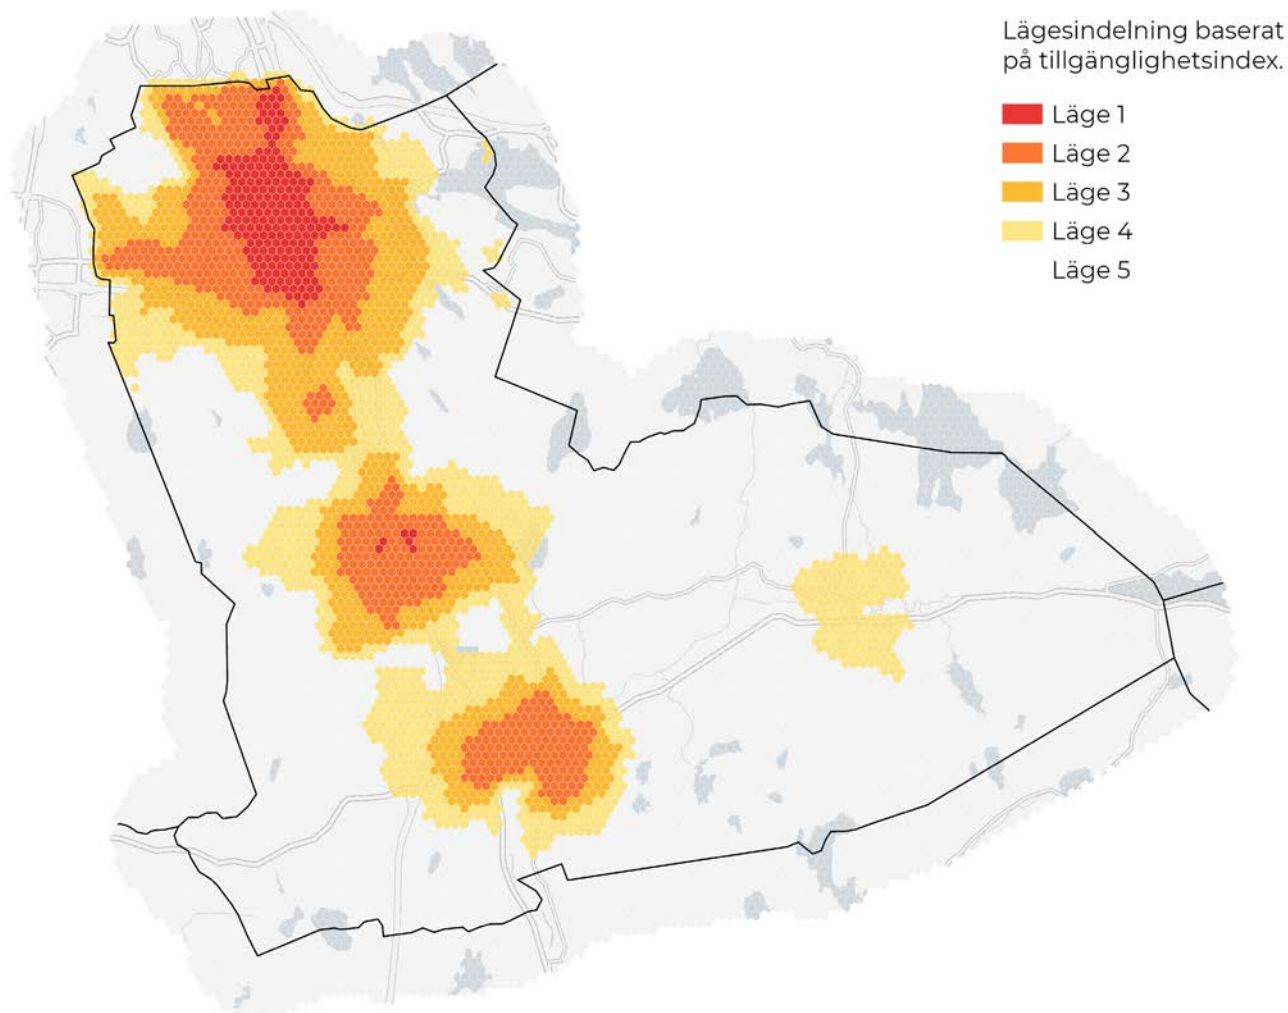 Lägesindelning baserat
på tillgänglighetsindex.
Läge 1
Läge 2
Läge 3
Läge 4
Läge 5